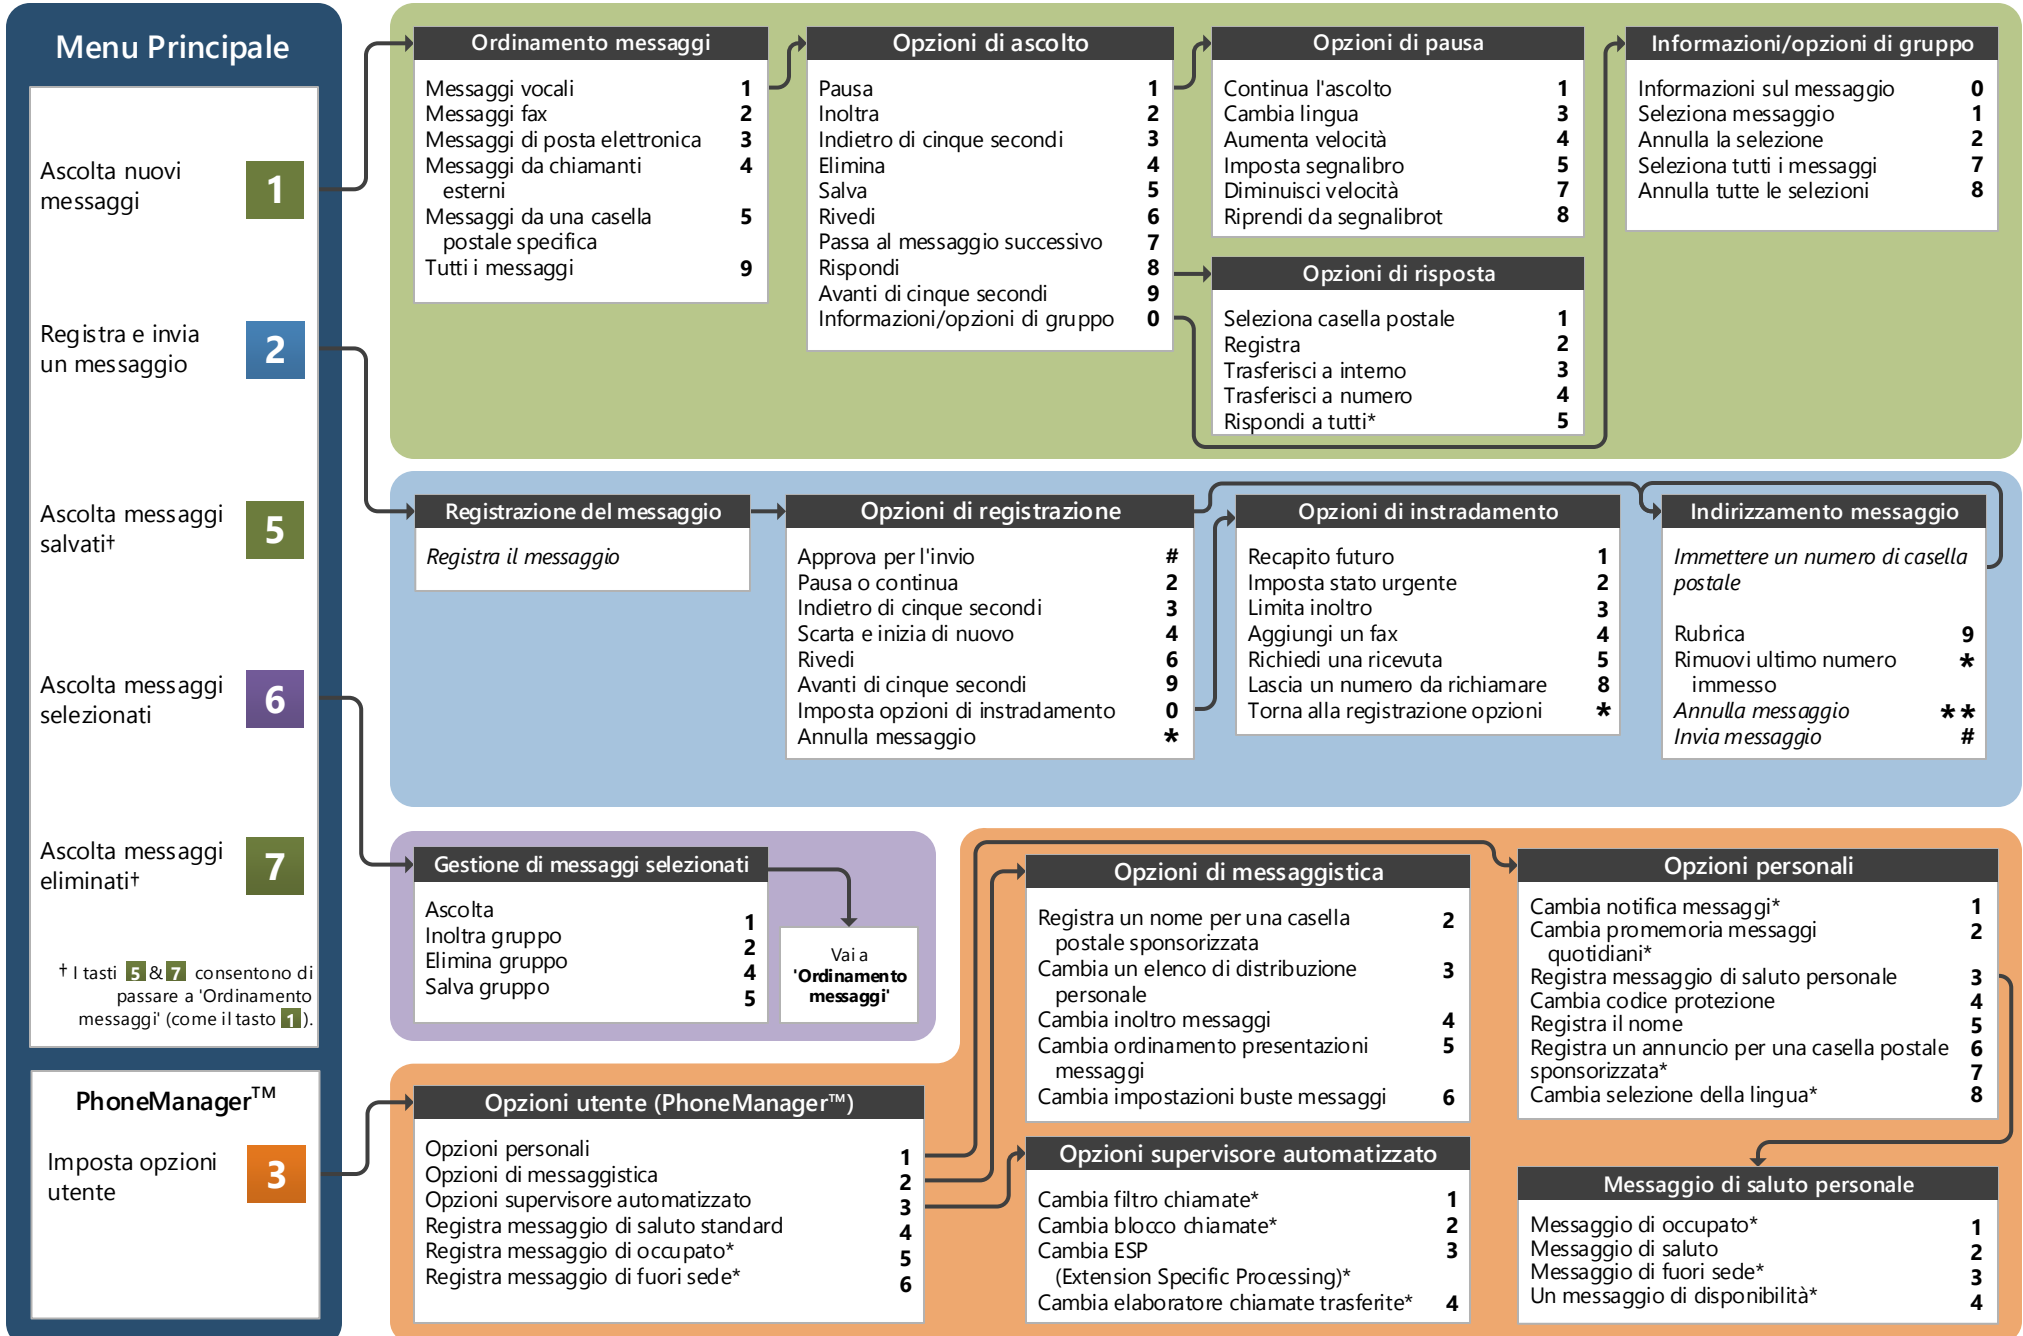 Menu Principale
Ascolta nuovi
messaggi
1
Registra e invia
un messaggio
2
Ascolta messaggi
salvati†
5
Ascolta messaggi
selezionati
6
Ascolta messaggi
eliminati†
7
† I tasti 5 & 7 consentono di
passare a 'Ordinamento
messaggi' (come il tasto 1).
PhoneManager™
Imposta opzioni
utente
3
Ordinamento messaggi
Messaggi vocali 1
Messaggi fax 2
Messaggi di posta elettronica 3
Messaggi da chiamanti 4
esterni
Messaggi da una casella 5
postale specifica
Tutti i messaggi 9
Opzioni di ascolto
Pausa 1
Inoltra 2
Indietro di cinque secondi 3
Elimina 4
Salva 5
Rivedi 6
Passa al messaggio successivo 7
Rispondi 8
Avanti di cinque secondi 9
Informazioni/opzioni di gruppo 0
Opzioni di pausa
Continua l'ascolto 1
Cambia lingua 3
Aumenta velocità 4
Imposta segnalibro 5
Diminuisci velocità 7
Riprendi da segnalibrot 8
Opzioni di risposta
Seleziona casella postale 1
Registra 2
Trasferisci a interno 3
Trasferisci a numero 4
Rispondi a tutti* 5
Informazioni/opzioni di gruppo
Informazioni sul messaggio 0
Seleziona messaggio 1
Annulla la selezione 2
Seleziona tutti i messaggi 7
Annulla tutte le selezioni 8
Registrazione del messaggio
Registra il messaggio
Opzioni di registrazione
Approva per l'invio #
Pausa o continua 2
Indietro di cinque secondi 3
Scarta e inizia di nuovo 4
Rivedi 6
Avanti di cinque secondi 9
Imposta opzioni di instradamento 0
Annulla messaggio *
Opzioni di instradamento
Recapito futuro 1
Imposta stato urgente 2
Limita inoltro 3
Aggiungi un fax 4
Richiedi una ricevuta 5
Lascia un numero da richiamare 8
Torna alla registrazione opzioni *
Indirizzamento messaggio
Immettere un numero di casella
postale
Rubrica 9
Rimuovi ultimo numero *
immesso
Annulla messaggio **
Invia messaggio #
Gestione de messaggi selezionati
Ascolta 1
Inoltra gruppo 2
Elimina gruppo 4
Salva gruppo 5
Vai a
'Ordinamento
messaggi'
Opzioni utente (PhoneManager™)
Opzioni personali 1
Opzioni di messaggistica 2
Opzioni supervisore automatizzato 3
Registra messaggio di saluto standard 4
Registra messaggio di occupato* 5
Registra messaggio di fuori sede* 6
Opzioni di messaggistica
Registra un nome per una casella 2
postale sponsorizzata
Cambia un elenco di distribuzione 3
personale
Cambia inoltro messaggi 4
Cambia ordinamento presentazioni 5
messaggi
Cambia impostazioni buste messaggi 6
Opzioni supervisore automatizzato
Cambia filtro chiamate* 1
Cambia blocco chiamate* 2
Cambia ESP 3
(Extension Specific Processing)*
Cambia elaboratore chiamate trasferite* 4
Opzioni personali
Cambia notifica messaggi* 1
Cambia promemoria messaggi 2
quotidiani*
Registra messaggio di saluto personale 3
Cambia codice protezione 4
Registra il nome 5
Registra un annuncio per una casella postale 6
sponsorizzata* 7
Cambia selezione della lingua* 8
Messaggio di saluto personale
Messaggio di occupato* 1
Messaggio di saluto 2
Messaggio di fuori sede* 3
Un messaggio di disponibilità* 4